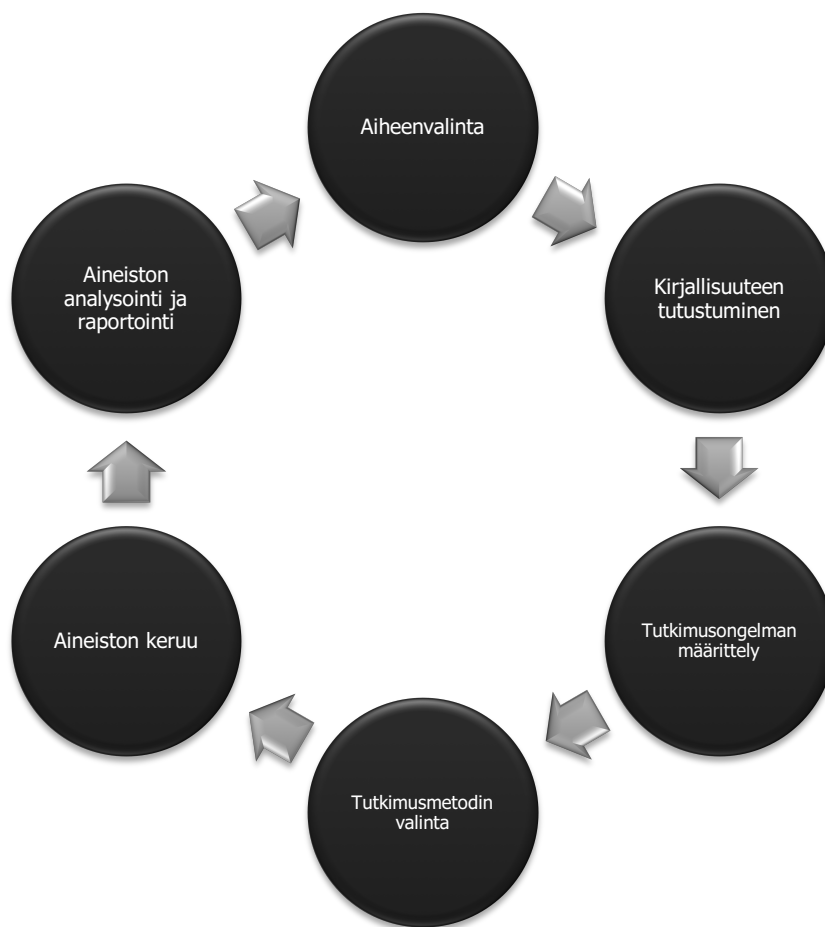 Aiheenvalinta
Kirjallisuuteen
tutustuminen
Tutkimusongelman
määrittely
Tutkimusmetodin
valinta
Aineiston keruu
Aineiston
analysointi ja
raportointi